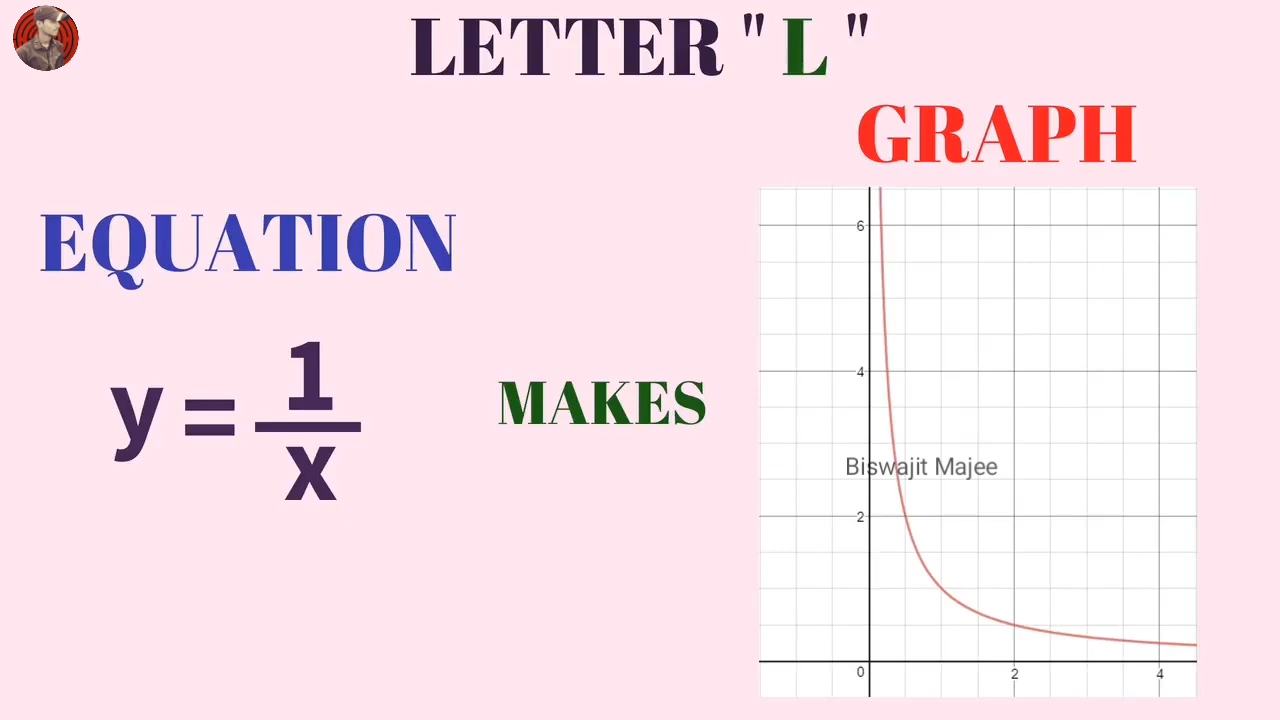 LETTER " L "
GRAPH
EQUATION
y = 1/x
MAKES
6
4
Biswajit Majee
2
0
2
4